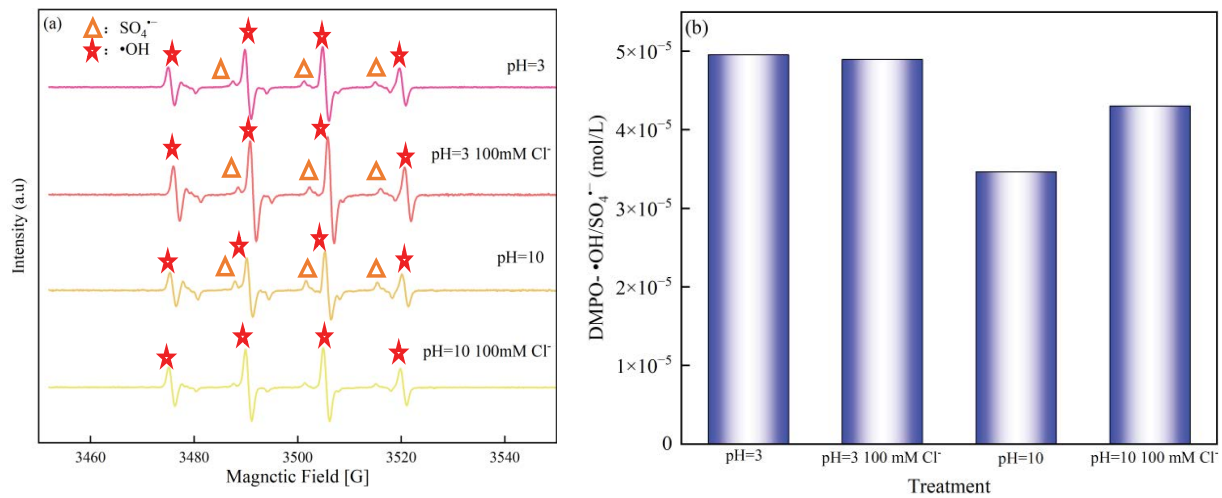 (a)
: SO₄•⁻
: •OH
pH=3
pH=3 100mM Cl⁻
pH=10
pH=10 100mM Cl⁻
Intensity (a.u)
3460 3480 3500 3520 3540
Magnctic Field [G]
(b)
5×10⁻⁵
4×10⁻⁵
3×10⁻⁵
2×10⁻⁵
1×10⁻⁵
0
DMPO- •OH/SO₄•⁻ (mol/L)
pH=3 pH=3 100 mM Cl⁻ pH=10 pH=10 100 mM Cl⁻
Treatment